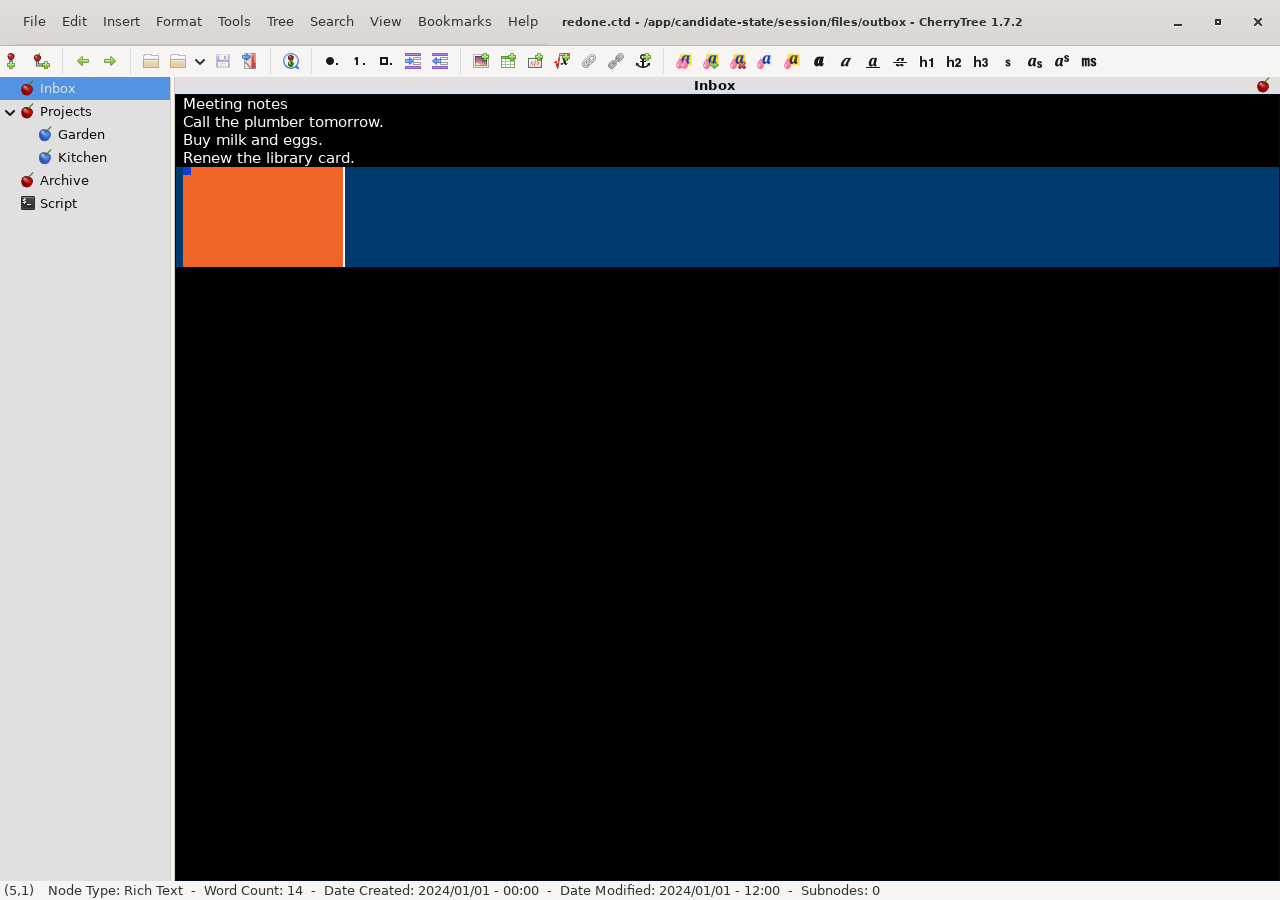 File Edit Insert Format Tools Tree Search View Bookmarks Help redone.ctd - /app/candidate-state/session/files/outbox - CherryTree 1.7.2
1. a a a a a a a a a h1 h2 h3 s as as ms
Inbox
Projects
Garden
Kitchen
Archive
Script
Inbox
Meeting notes
Call the plumber tomorrow.
Buy milk and eggs.
Renew the library card.
(5,1) Node Type: Rich Text - Word Count: 14 - Date Created: 2024/01/01 - 00:00 - Date Modified: 2024/01/01 - 12:00 - Subnodes: 0